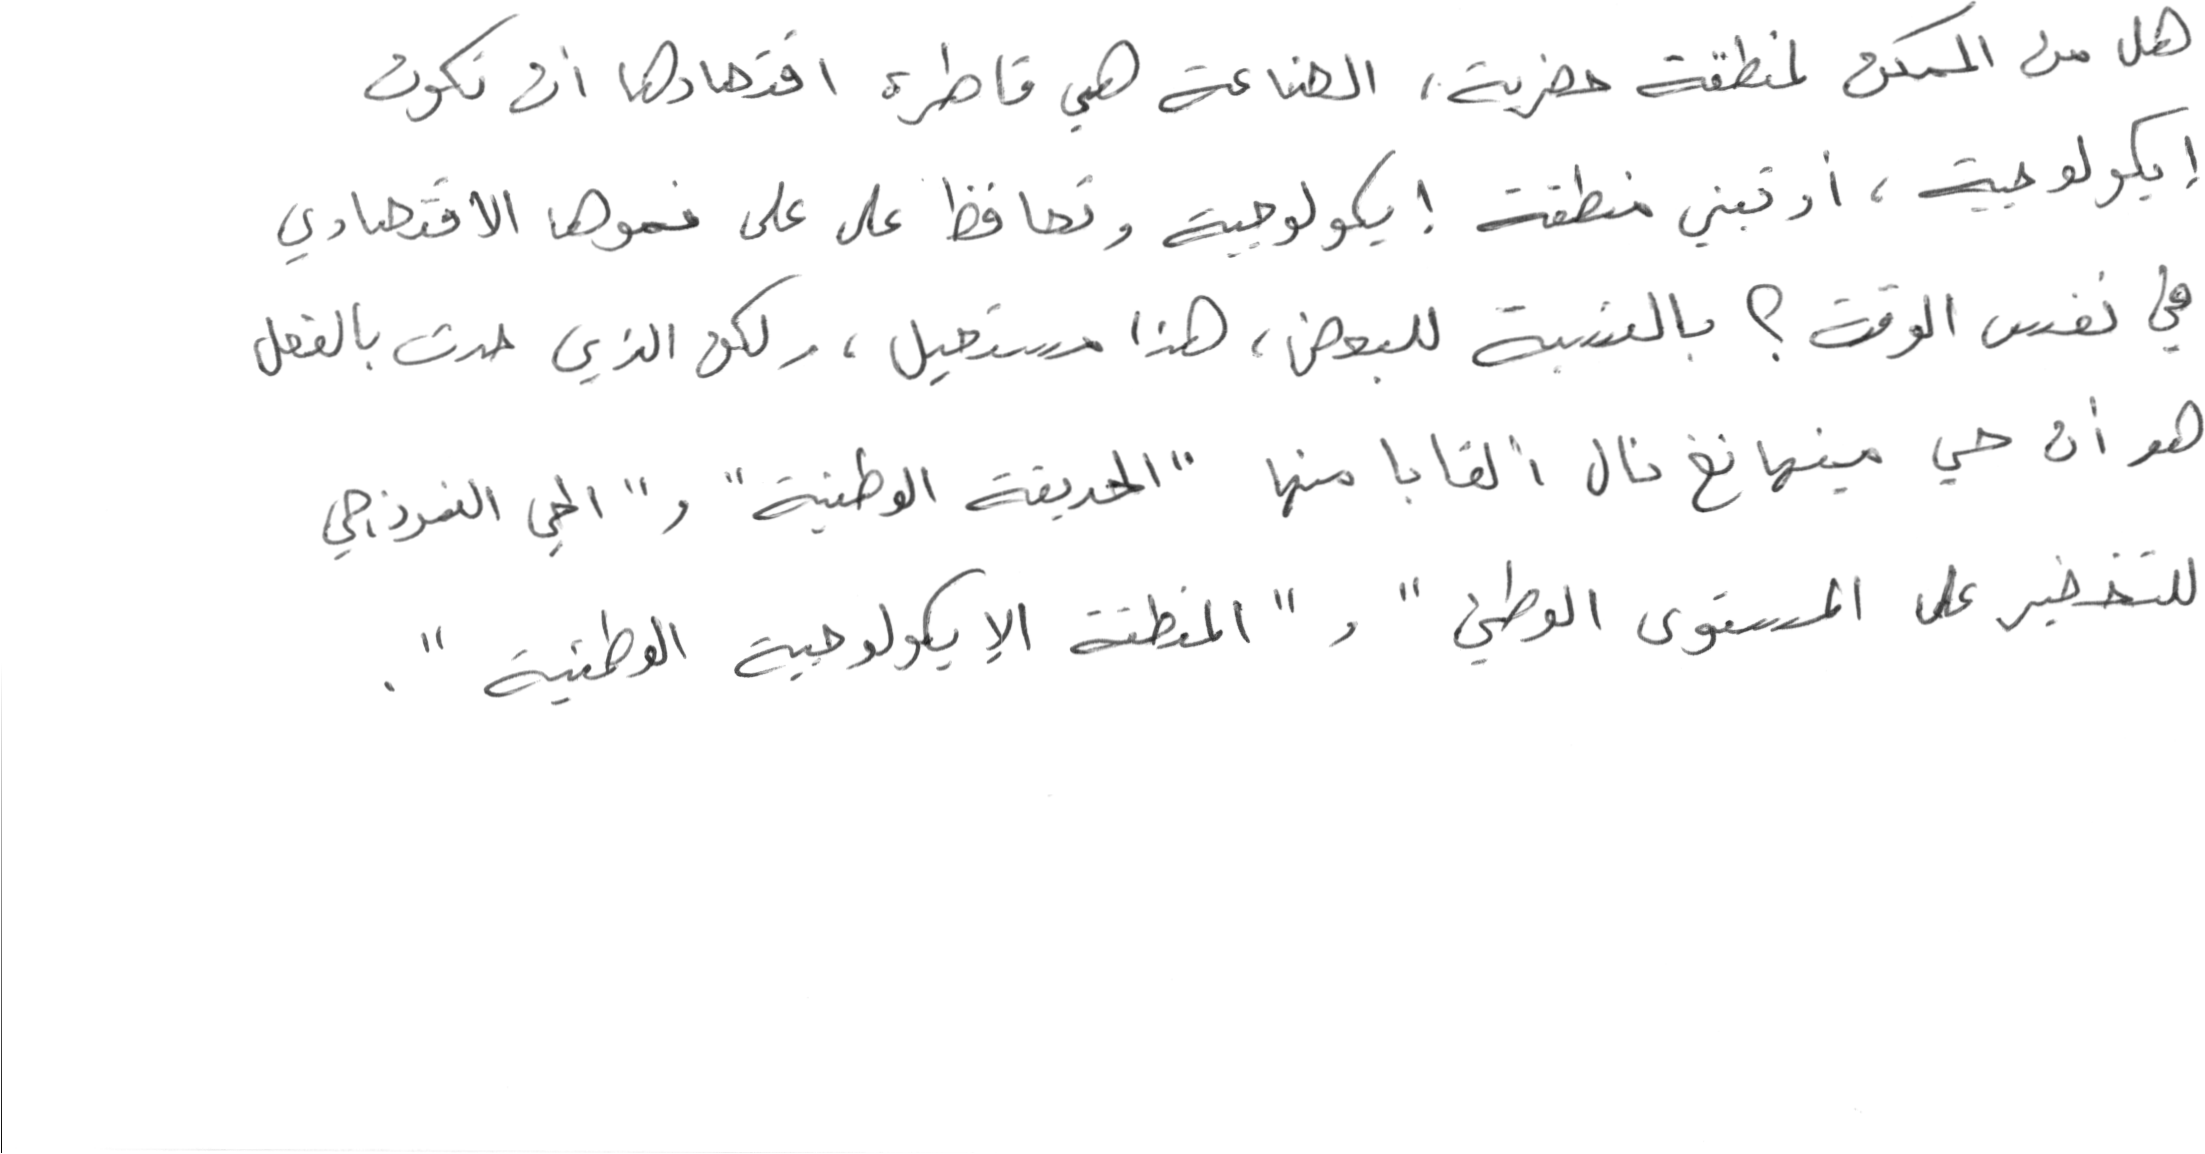 هل من الممكن لمنطقة حضرية، الصناعة هي قاطرة اقتصادها أن تكون
إيكولوجية، أو تبني منطقة إيكولوجية وتحافظ على على نموها الاقتصادي
في نفس الوقت؟ بالنسبة للبعض، هذا مستحيل، ولكن الذي حدث بالفعل
هو أن حي مينهانغ نال ألقابا منها "الحديقة الوطنية" و"الحي النموذجي
للتخضير على المستوى الوطني" و"المنطقة الإيكولوجية الوطنية".